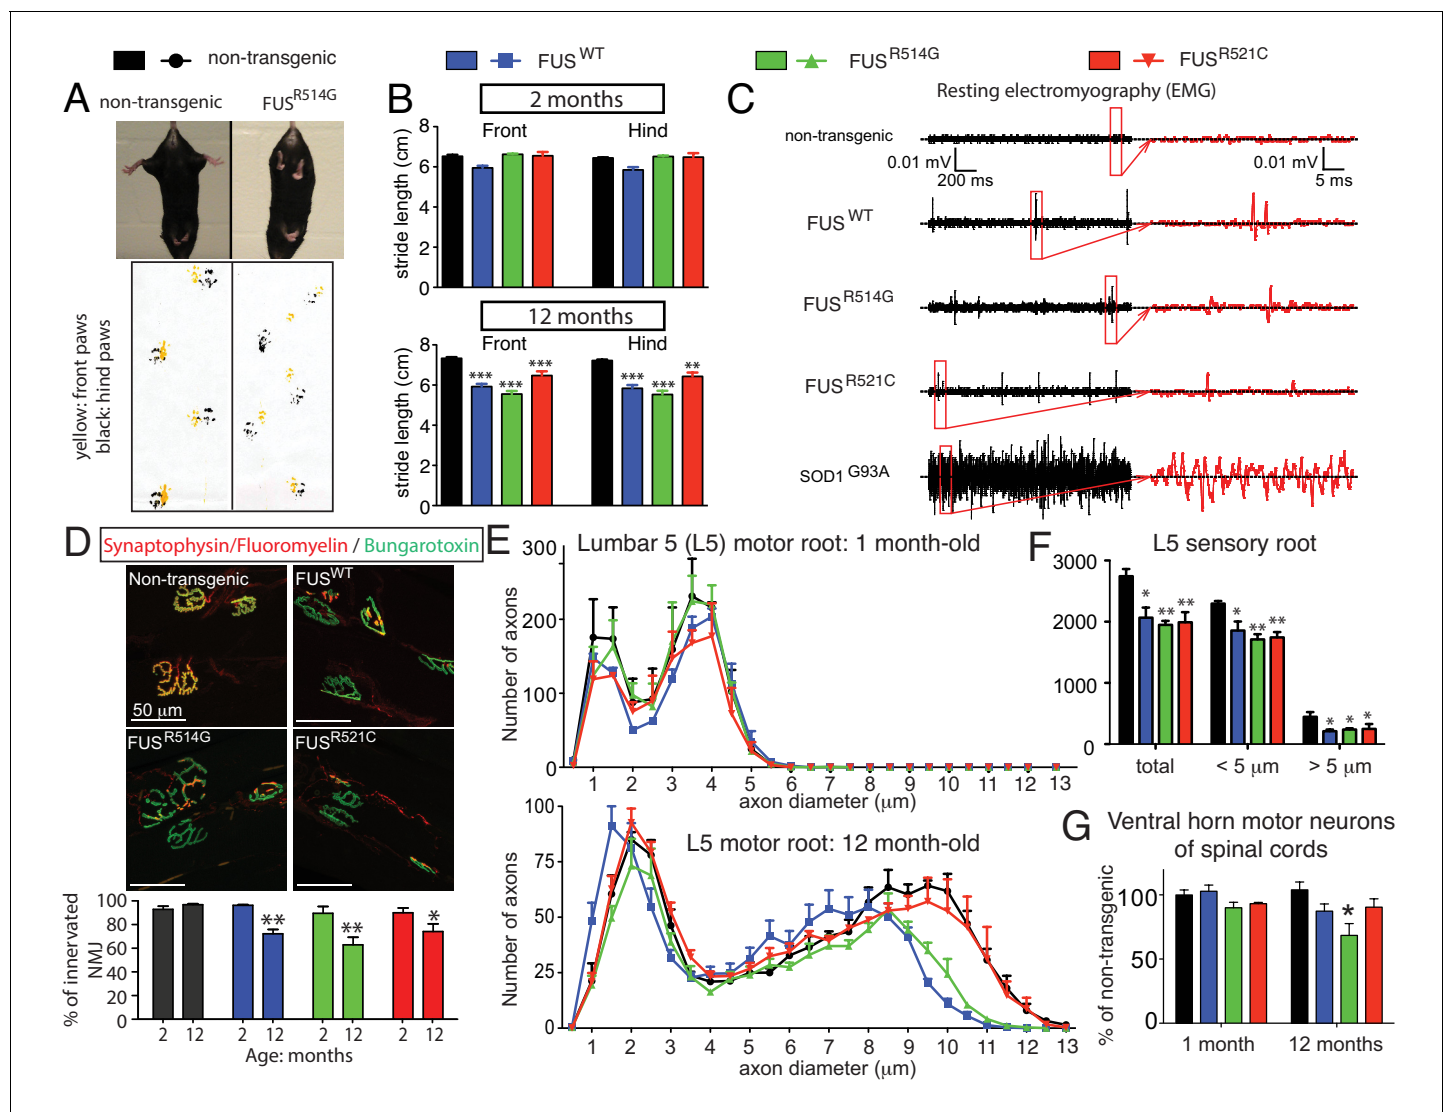 non-transgenic
FUS^WT
FUS^R514G
FUS^R521C
A
non-transgenic
FUS^R514G
yellow: front paws
black: hind paws
B
2 months
Front
Hind
stride length (cm)
8
6
4
2
0
12 months
Front
Hind
stride length (cm)
8
6
4
2
0
***
***
***
***
***
**
C
Resting electromyography (EMG)
non-transgenic
0.01 mV
200 ms
0.01 mV
5 ms
FUS^WT
FUS^R514G
FUS^R521C
SOD1^G93A
D
Synaptophysin/Fluoromyelin / Bungarotoxin
Non-transgenic
FUS^WT
50 μm
FUS^R514G
FUS^R521C
% of innervated
NMU
100
80
60
40
20
0
**
**
*
2 12 2 12 2 12 2 12
Age: months
E
Lumbar 5 (L5) motor root: 1 month-old
Number of axons
300
200
100
0
1 2 3 4 5 6 7 8 9 10 11 12 13
axon diameter (μm)
L5 motor root: 12 month-old
Number of axons
100
75
50
25
0
1 2 3 4 5 6 7 8 9 10 11 12 13
axon diameter (μm)
F
L5 sensory root
3000
2000
1000
0
* ** **
* ** **
* * *
total
< 5 μm
> 5 μm
G
Ventral horn motor neurons
of spinal cords
% of non-transgenic
100
50
0
*
1 month
12 months